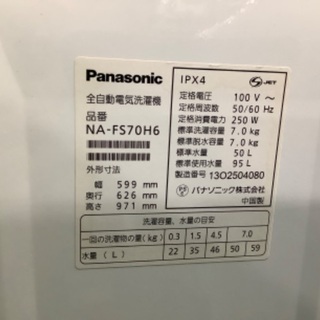 Panasonic
全自動電気洗濯機
品番
NA-FS70H6
外形寸法
幅 599 mm
奥行 626 mm
高さ 971 mm
IPX4
JET
定格電圧 100 V ～
定格周波数 50/60 Hz
定格消費電力 250 W
標準洗濯容量 7.0 kg
標準脱水容量 7.0 kg
標準水量 50 L
標準使用水量 95 L
製造番号 13O2504080
パナソニック株式会社
中国製
洗濯容量、水量の目安
一回の洗濯物の量 (kg) 0.3 1.5 4.5 7.0
水量 ( L ) 22 35 46 50 59